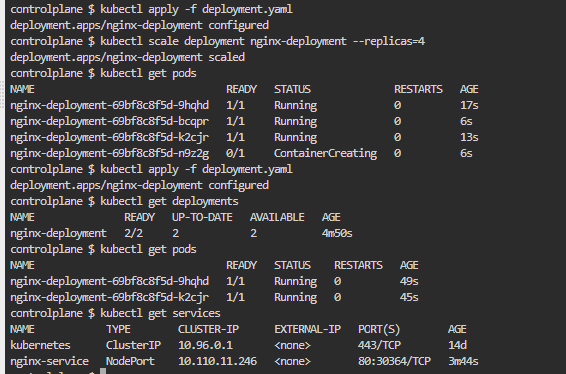 controlplane $ kubectl apply -f deployment.yaml
deployment.apps/nginx-deployment configured
controlplane $ kubectl scale deployment nginx-deployment --replicas=4
deployment.apps/nginx-deployment scaled
controlplane $ kubectl get pods
NAME READY STATUS RESTARTS AGE
nginx-deployment-69bf8c8f5d-9hqhd 1/1 Running 0 17s
nginx-deployment-69bf8c8f5d-bcqpr 1/1 Running 0 6s
nginx-deployment-69bf8c8f5d-k2cjr 1/1 Running 0 13s
nginx-deployment-69bf8c8f5d-n9z2g 0/1 ContainerCreating 0 6s
controlplane $ kubectl apply -f deployment.yaml
deployment.apps/nginx-deployment configured
controlplane $ kubectl get deployments
NAME READY UP-TO-DATE AVAILABLE AGE
nginx-deployment 2/2 2 2 4m50s
controlplane $ kubectl get pods
NAME READY STATUS RESTARTS AGE
nginx-deployment-69bf8c8f5d-9hqhd 1/1 Running 0 49s
nginx-deployment-69bf8c8f5d-k2cjr 1/1 Running 0 45s
controlplane $ kubectl get services
NAME TYPE CLUSTER-IP EXTERNAL-IP PORT(S) AGE
kubernetes ClusterIP 10.96.0.1 <none> 443/TCP 14d
nginx-service NodePort 10.110.11.246 <none> 80:30364/TCP 3m44s
controlplane $